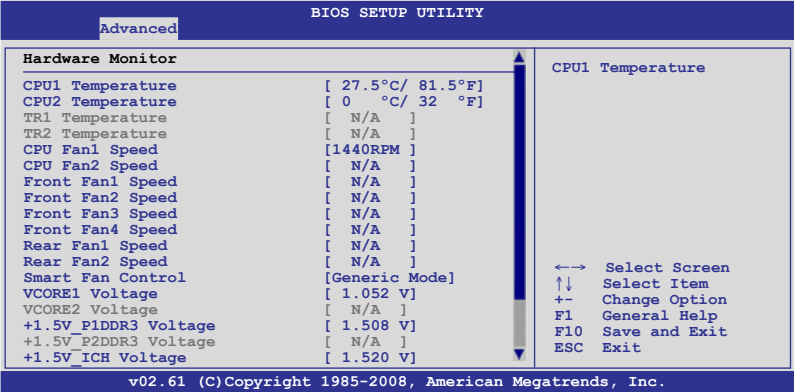 BIOS SETUP UTILITY
Advanced
Hardware Monitor
CPU1 Temperature [ 27.5°C/ 81.5°F]
CPU2 Temperature [ 0 °C/ 32 °F]
TR1 Temperature [ N/A ]
TR2 Temperature [ N/A ]
CPU Fan1 Speed [1440RPM ]
CPU Fan2 Speed [ N/A ]
Front Fan1 Speed [ N/A ]
Front Fan2 Speed [ N/A ]
Front Fan3 Speed [ N/A ]
Front Fan4 Speed [ N/A ]
Rear Fan1 Speed [ N/A ]
Rear Fan2 Speed [ N/A ]
Smart Fan Control [Generic Mode]
VCORE1 Voltage [ 1.052 V]
VCORE2 Voltage [ N/A ]
+1.5V_P1DDR3 Voltage [ 1.508 V]
+1.5V_P2DDR3 Voltage [ N/A ]
+1.5V_ICH Voltage [ 1.520 V]
CPU1 Temperature
←→ Select Screen
↑↓ Select Item
+- Change Option
F1 General Help
F10 Save and Exit
ESC Exit
v02.61 (C)Copyright 1985-2008, American Megatrends, Inc.